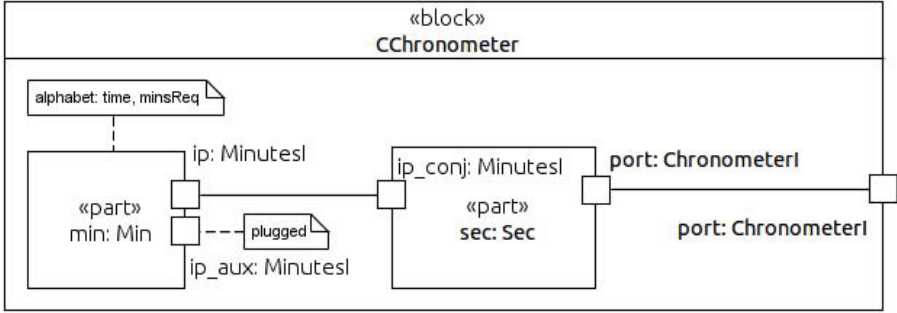 «block»
CChronometer
alphabet: time, minsReq
ip: MinutesI
«part»
min: Min
plugged
ip_aux: MinutesI
ip_conj: MinutesI
«part»
sec: Sec
port: ChronometerI
port: ChronometerI